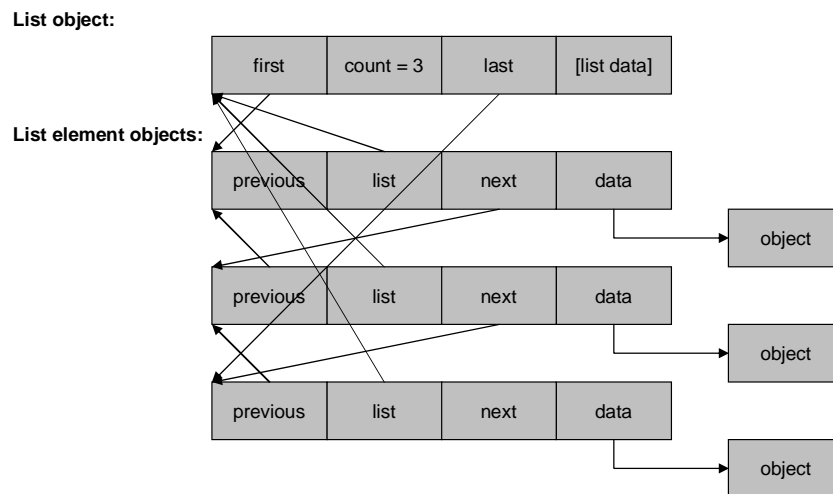 List object:
first count = 3 last [list data]
List element objects:
previous list next data
object
previous list next data
object
previous list next data
object